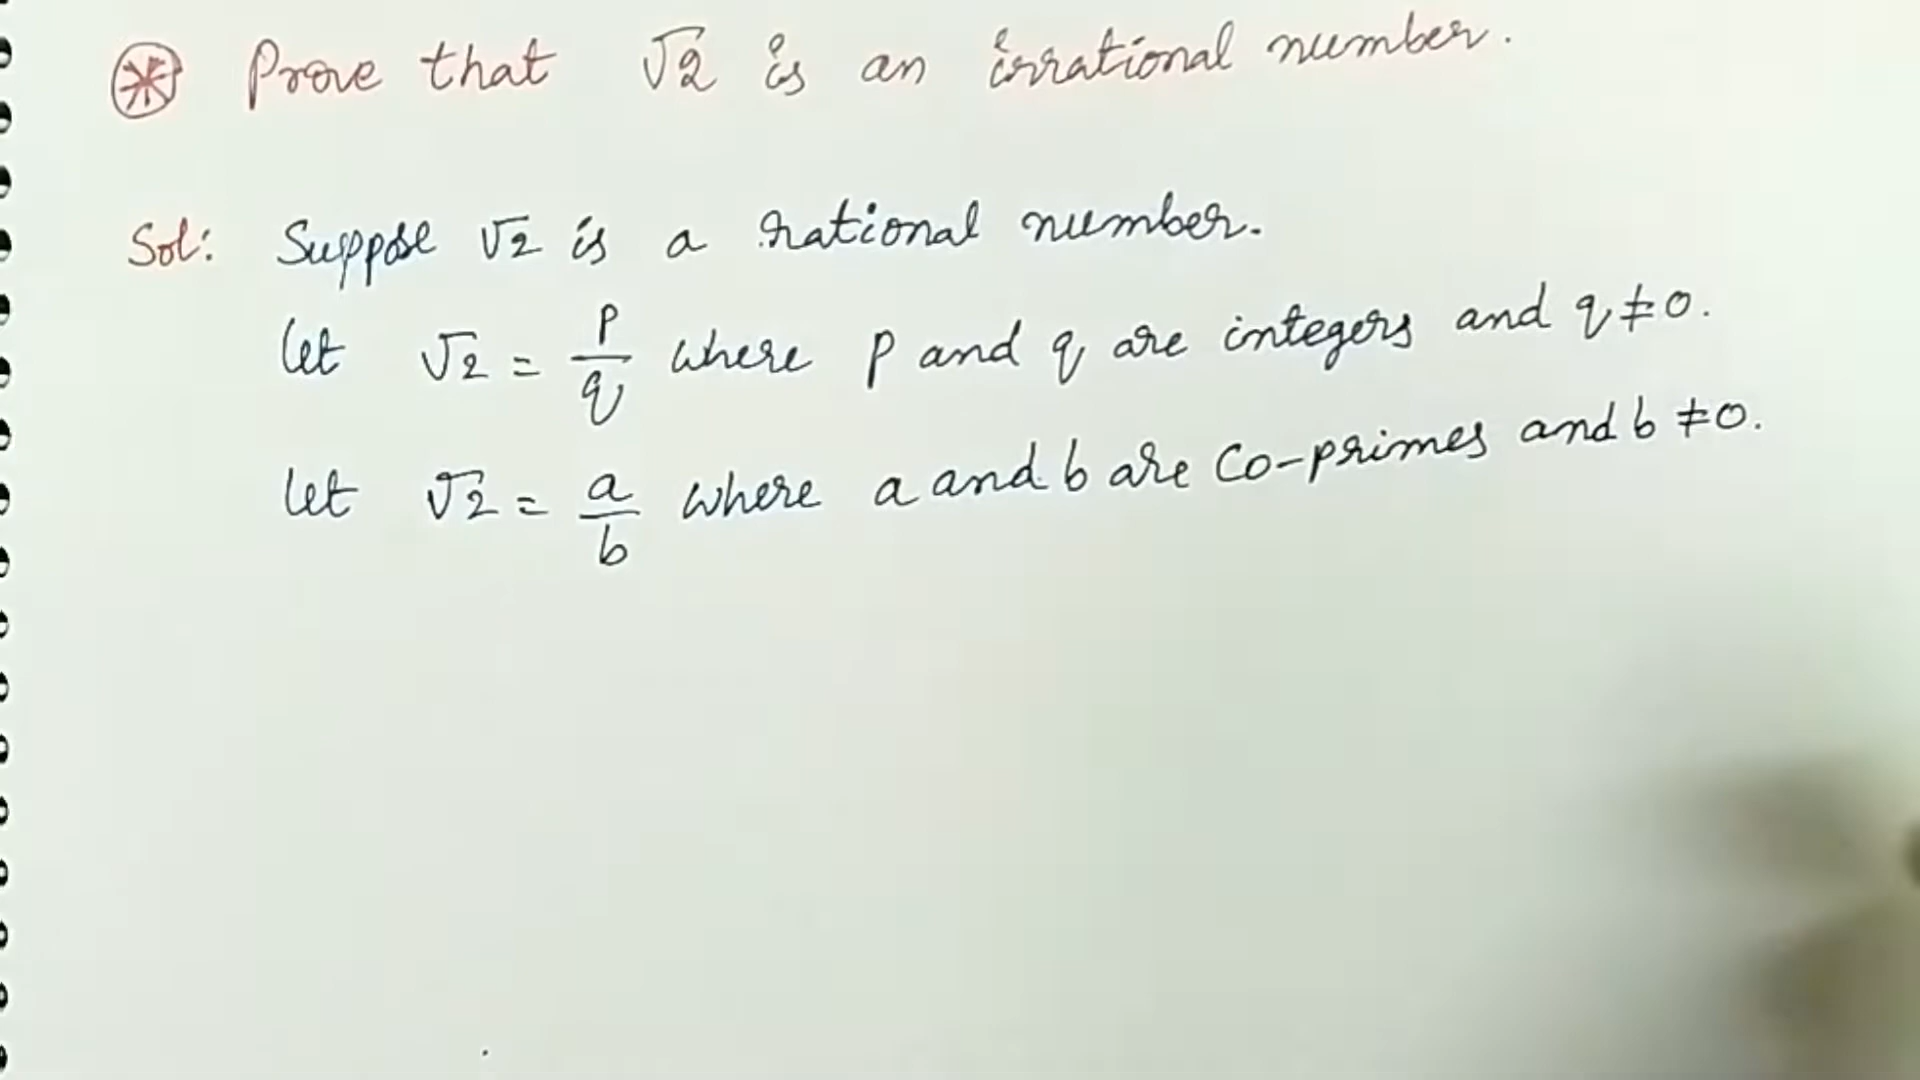 ✱ Prove that √2 is an irrational number.
Sol: Suppose √2 is a rational number.
Let √2 = p/q where p and q are integers and q ≠ 0.
Let √2 = a/b where a and b are Co-primes and b ≠ 0.